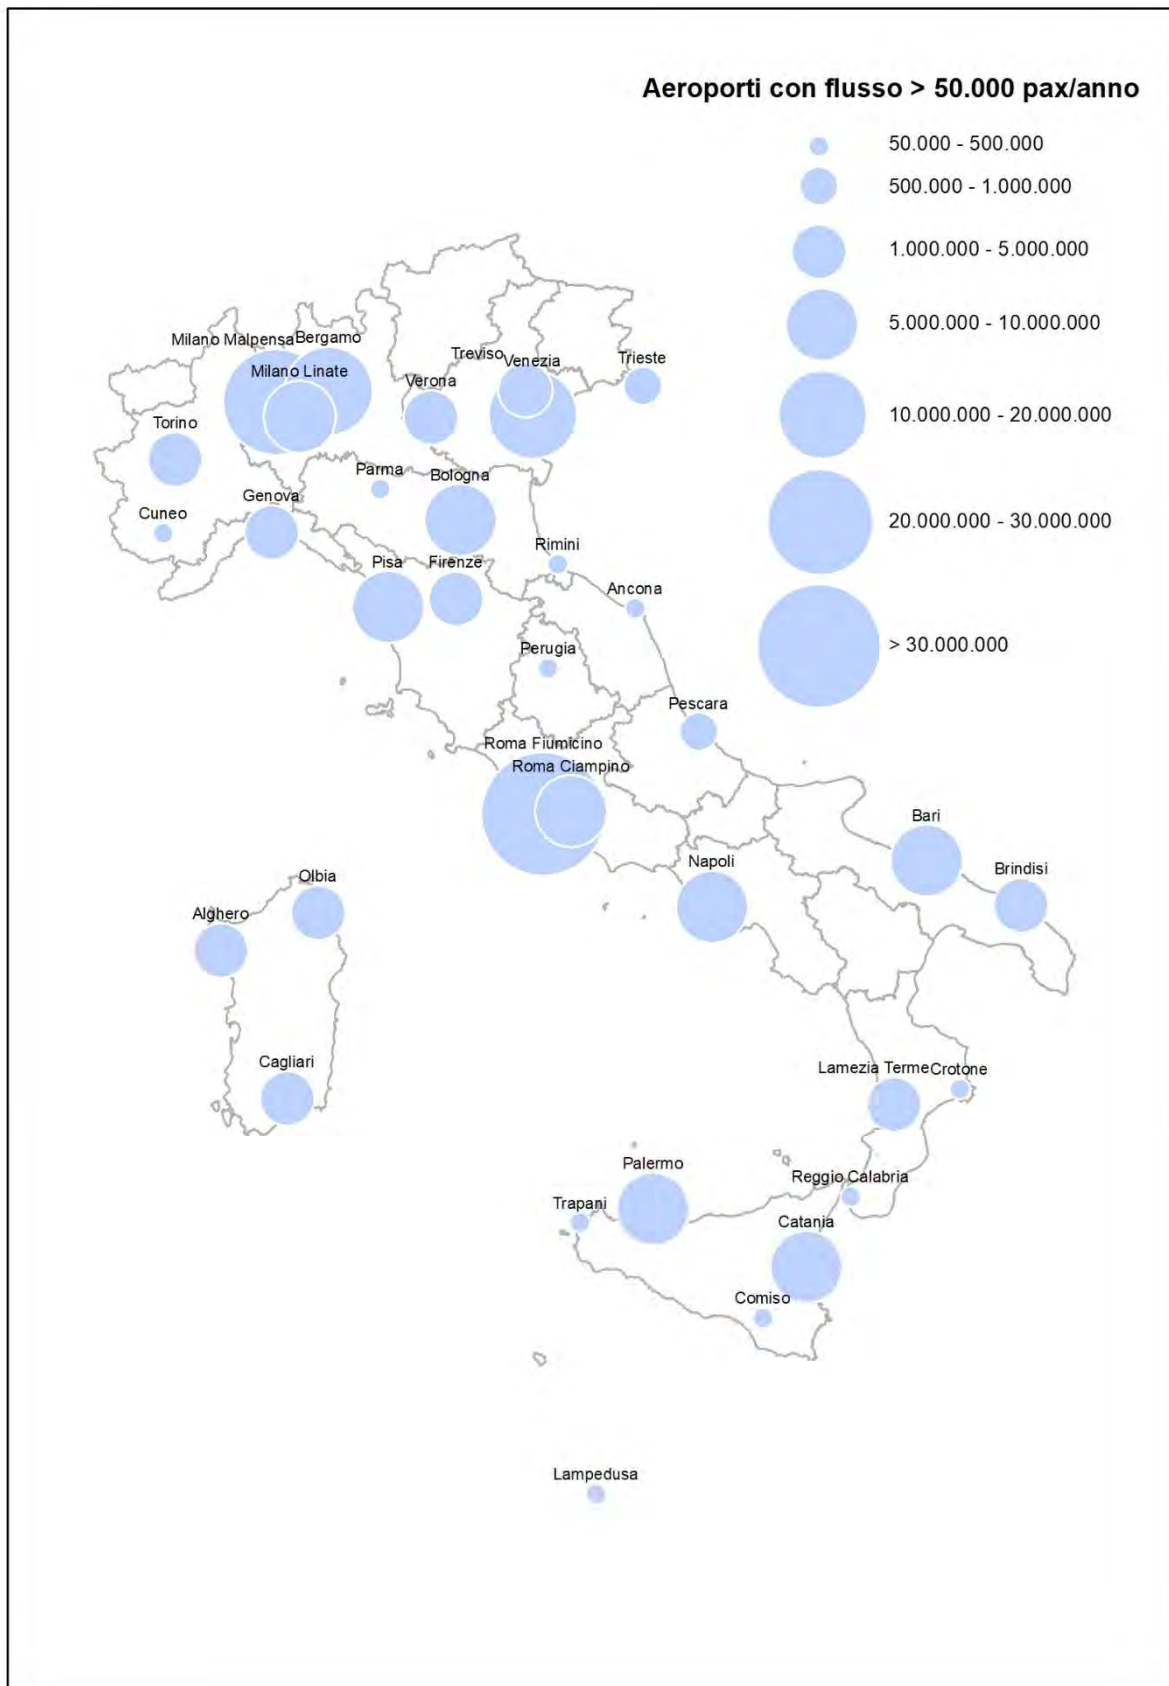 Aeroporti con flusso > 50.000 pax/anno
50.000 - 500.000
500.000 - 1.000.000
1.000.000 - 5.000.000
5.000.000 - 10.000.000
10.000.000 - 20.000.000
20.000.000 - 30.000.000
> 30.000.000
Milano Malpensa
Bergamo
Milano Linate
Treviso
Venezia
Trieste
Verona
Torino
Parma
Bologna
Genova
Cuneo
Rimini
Pisa
Firenze
Ancona
Perugia
Pescara
Roma Fiumicino
Roma Ciampino
Bari
Napoli
Brindisi
Olbia
Alghero
Cagliari
Lamezia Terme
Crotone
Palermo
Reggio Calabria
Trapani
Catania
Comiso
Lampedusa